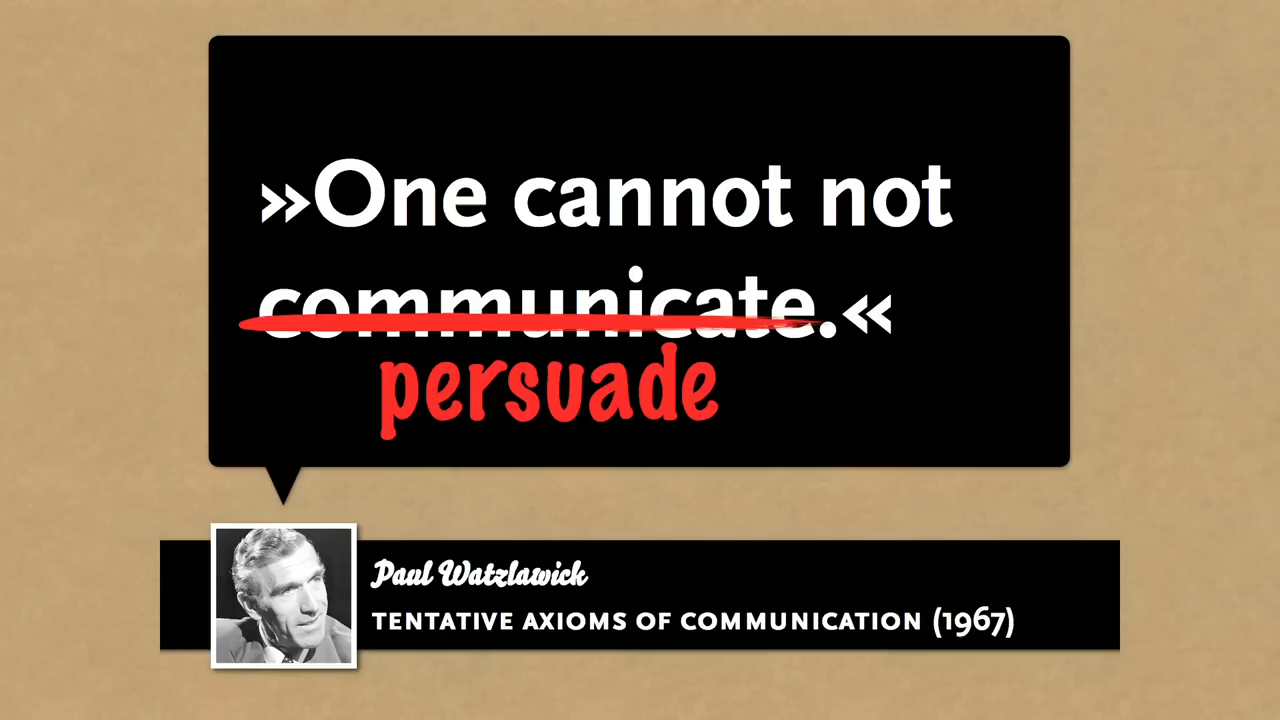 »One cannot not
communicate.«
persuade
Paul Watzlawick
TENTATIVE AXIOMS OF COMMUNICATION (1967)